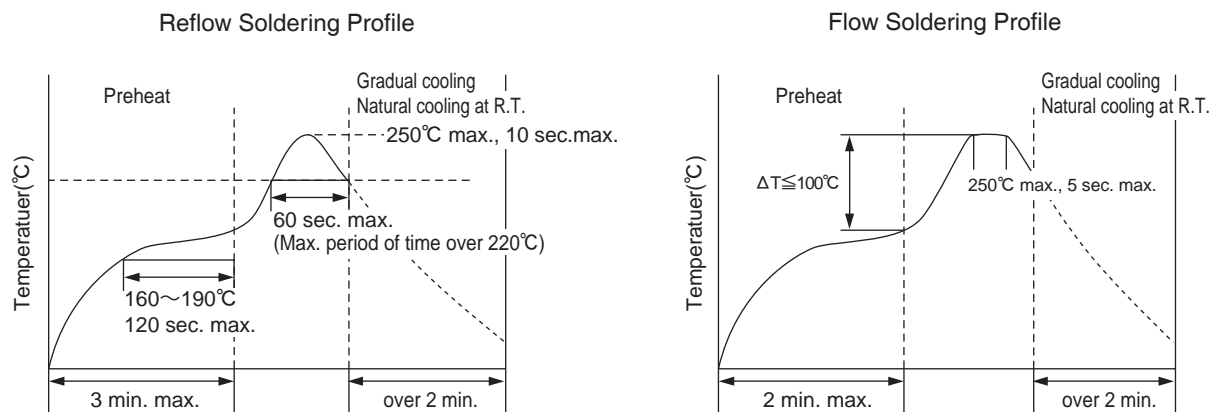 Reflow Soldering Profile
Temperatuer(℃)
Preheat
Gradual cooling
Natural cooling at R.T.
250℃ max., 10 sec.max.
60 sec. max.
(Max. period of time over 220℃)
160～190℃
120 sec. max.
3 min. max.
over 2 min.
Flow Soldering Profile
Temperatuer(℃)
Preheat
Gradual cooling
Natural cooling at R.T.
ΔT≦100℃
250℃ max., 5 sec. max.
2 min. max.
over 2 min.